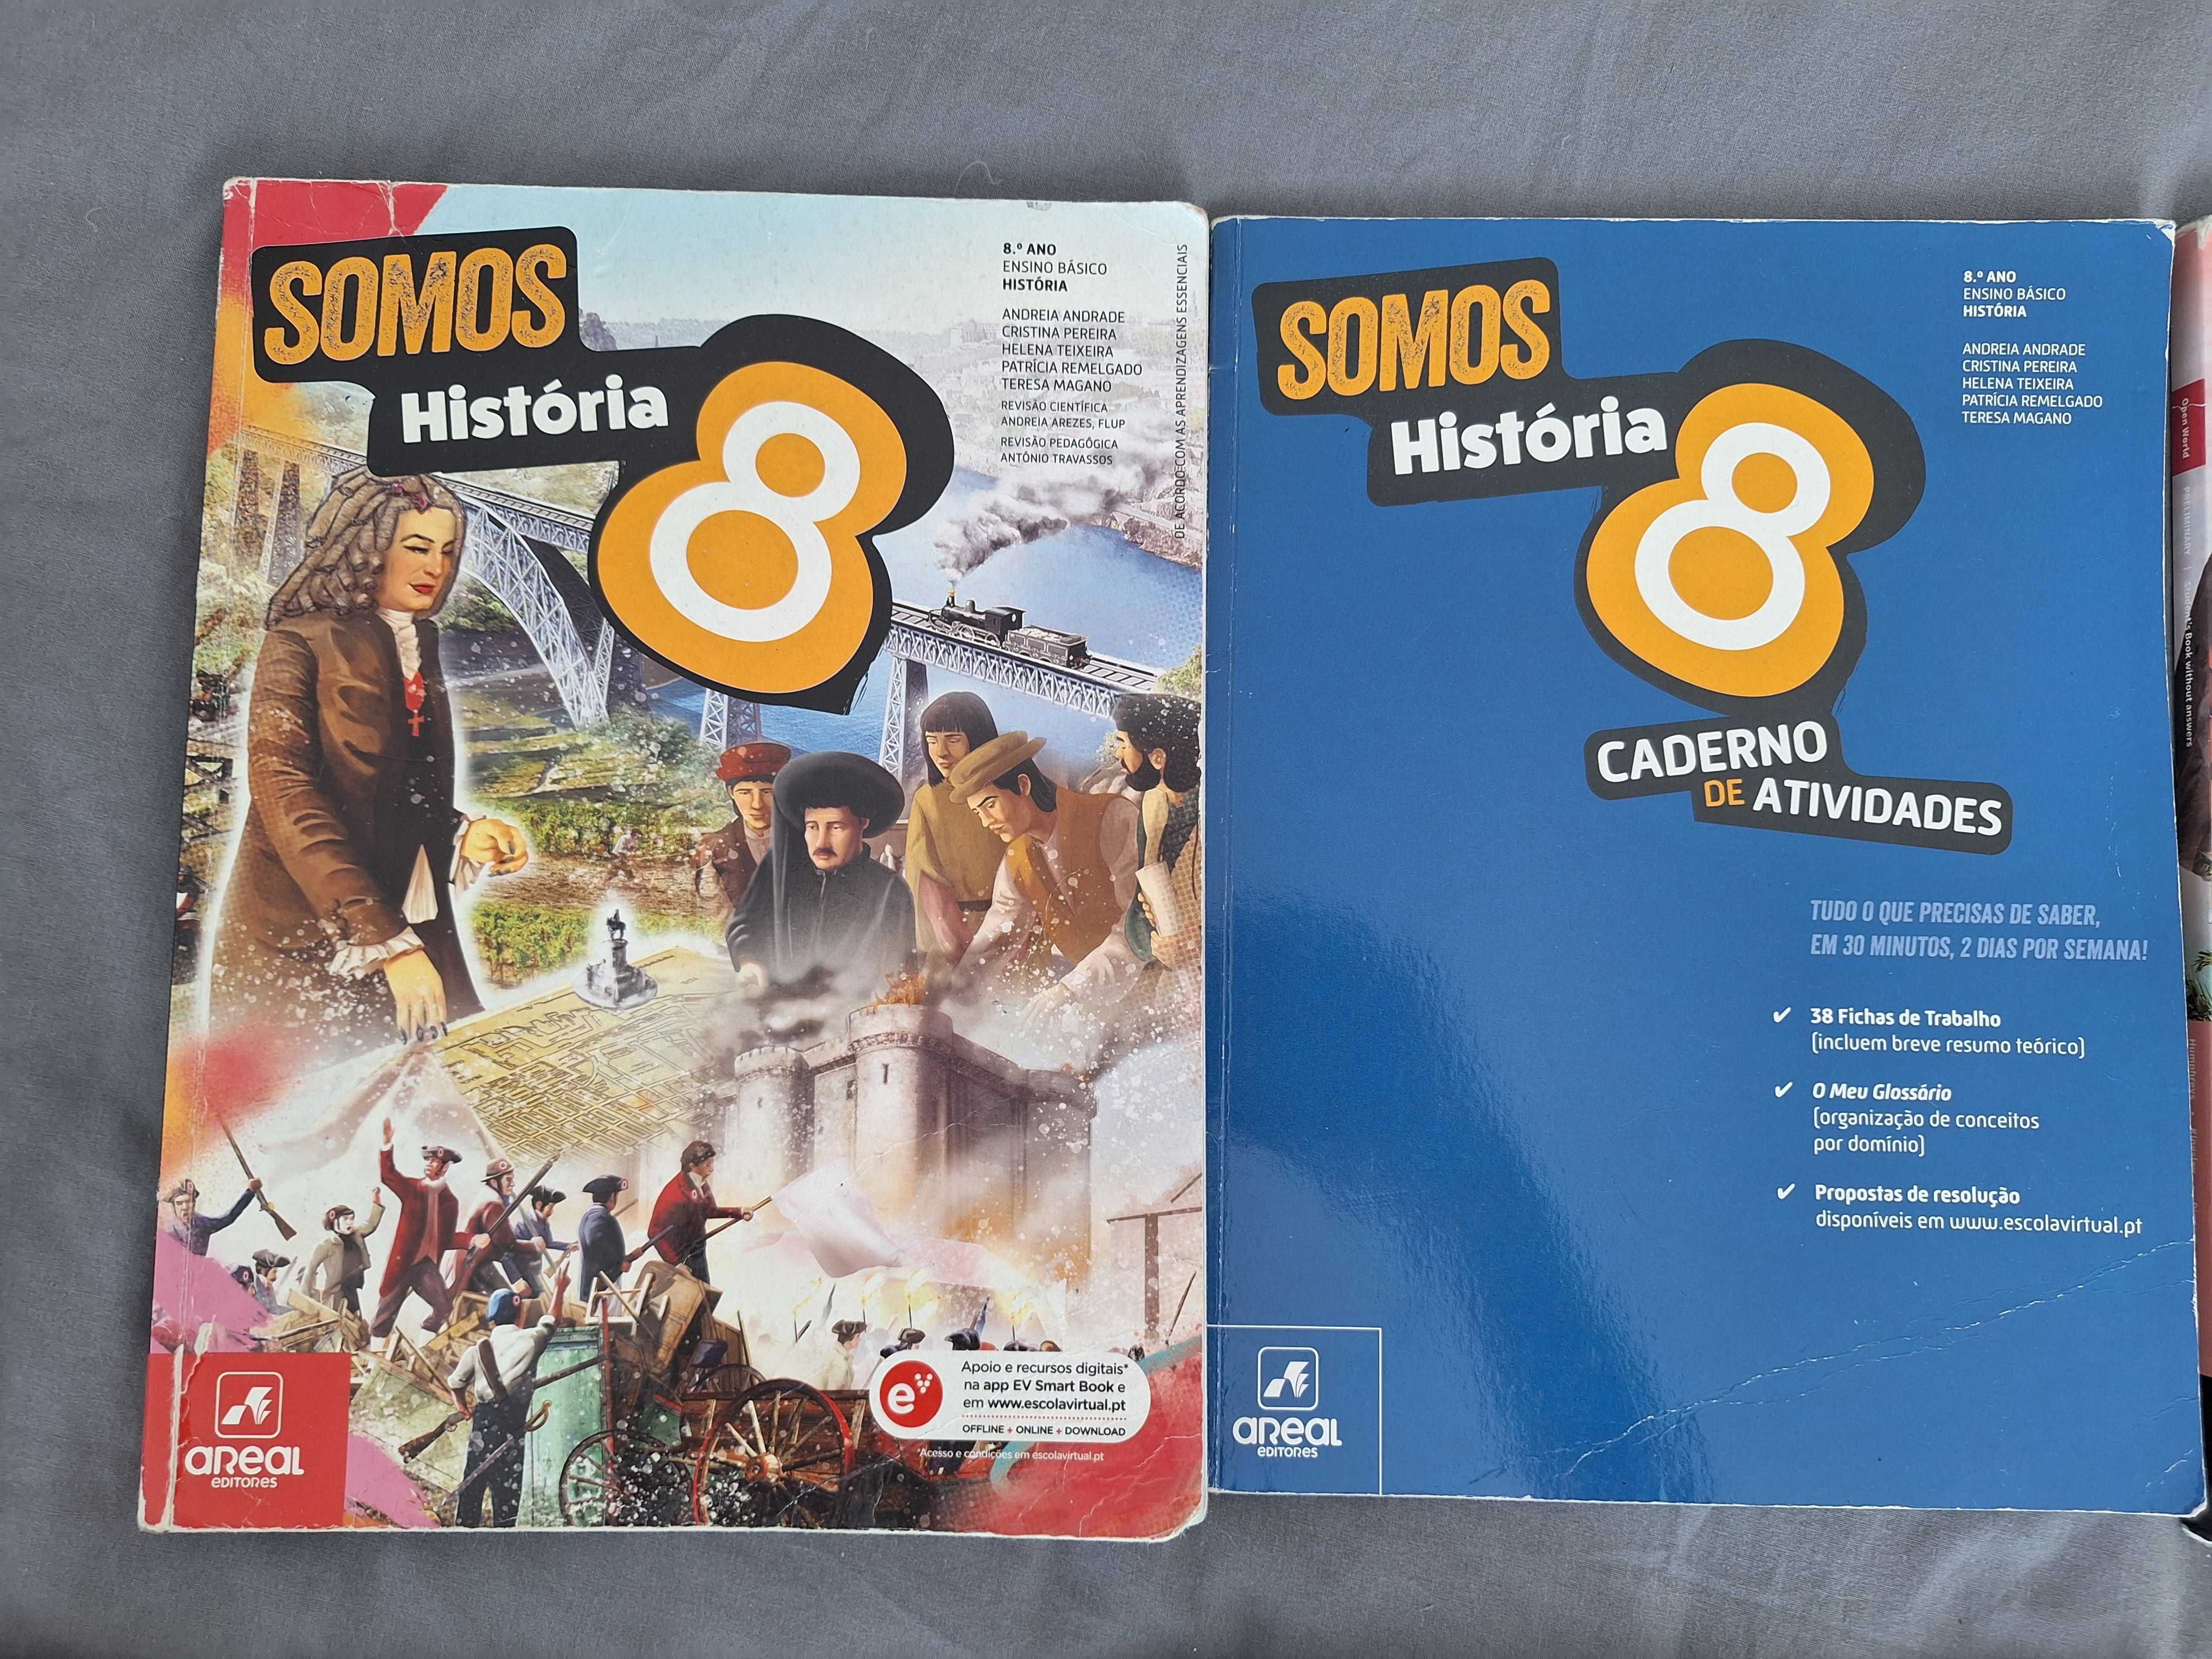 SOMOS
História
8
8.º ANO
ENSINO BÁSICO
HISTÓRIA
ANDREIA ANDRADE
CRISTINA PEREIRA
HELENA TEIXEIRA
PATRÍCIA REMELGADO
TERESA MAGANO
REVISÃO CIENTÍFICA
ANDREIA AREZES, FLUP
REVISÃO PEDAGÓGICA
ANTÓNIO TRAVASSOS
DE ACORDO COM AS APRENDIZAGENS ESSENCIAIS
e
Apoio e recursos digitais*
na app EV Smart Book e
em www.escolavirtual.pt
OFFLINE + ONLINE + DOWNLOAD
*Acesso e condições em escolavirtual.pt
aReaL
EDITORES
SOMOS
História
8
CADERNO
DE ATIVIDADES
8.º ANO
ENSINO BÁSICO
HISTÓRIA
ANDREIA ANDRADE
CRISTINA PEREIRA
HELENA TEIXEIRA
PATRÍCIA REMELGADO
TERESA MAGANO
TUDO O QUE PRECISAS DE SABER,
EM 30 MINUTOS, 2 DIAS POR SEMANA!
✔ 38 Fichas de Trabalho
(incluem breve resumo teórico)
✔ O Meu Glossário
(organização de conceitos
por domínio)
✔ Propostas de resolução
disponíveis em www.escolavirtual.pt
aReaL
EDITORES
Open World
PRELIMINARY | Student's Book without answers